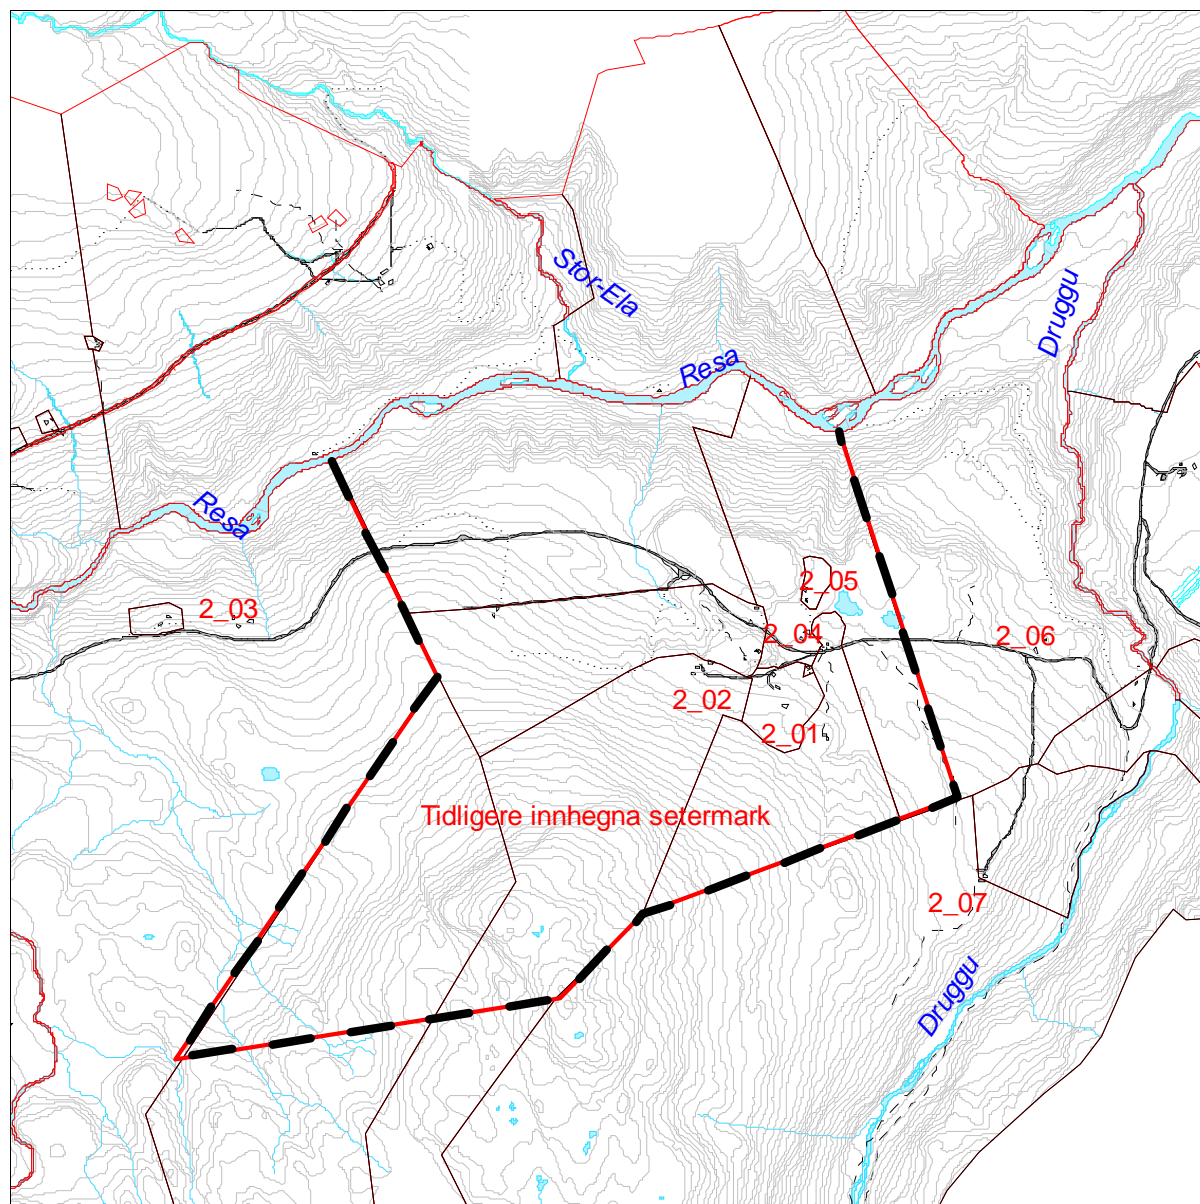 Stor-Ela
Druggu
Resa
Resa
2_05
2_03
2_04
2_06
2_02
2_01
Tidligere innhegna setermark
2_07
Druggu